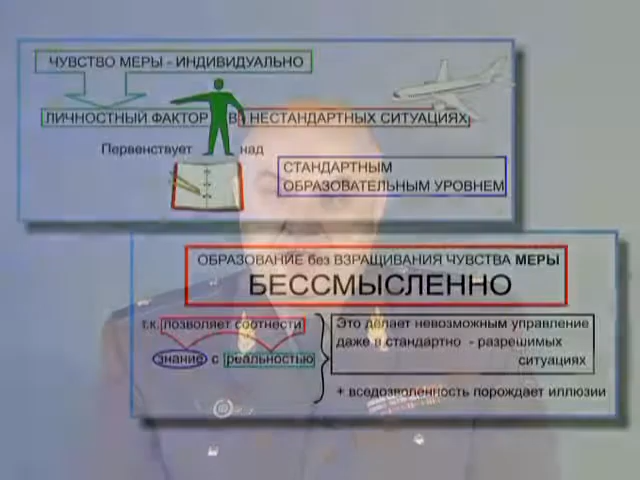 ЧУВСТВО МЕРЫ - ИНДИВИДУАЛЬНО
ЛИЧНОСТНЫЙ ФАКТОР В НЕСТАНДАРТНЫХ СИТУАЦИЯХ
Первенствует над
СТАНДАРТНЫМ
ОБРАЗОВАТЕЛЬНЫМ УРОВНЕМ
ОБРАЗОВАНИЕ без ВЗРАЩИВАНИЯ ЧУВСТВА МЕРЫ
БЕССМЫСЛЕННО
т.к. позволяет соотнести
знание с реальностью
Это делает невозможным управление
даже в стандартно - разрешимых
ситуациях
+ вседозволенность порождает иллюзии